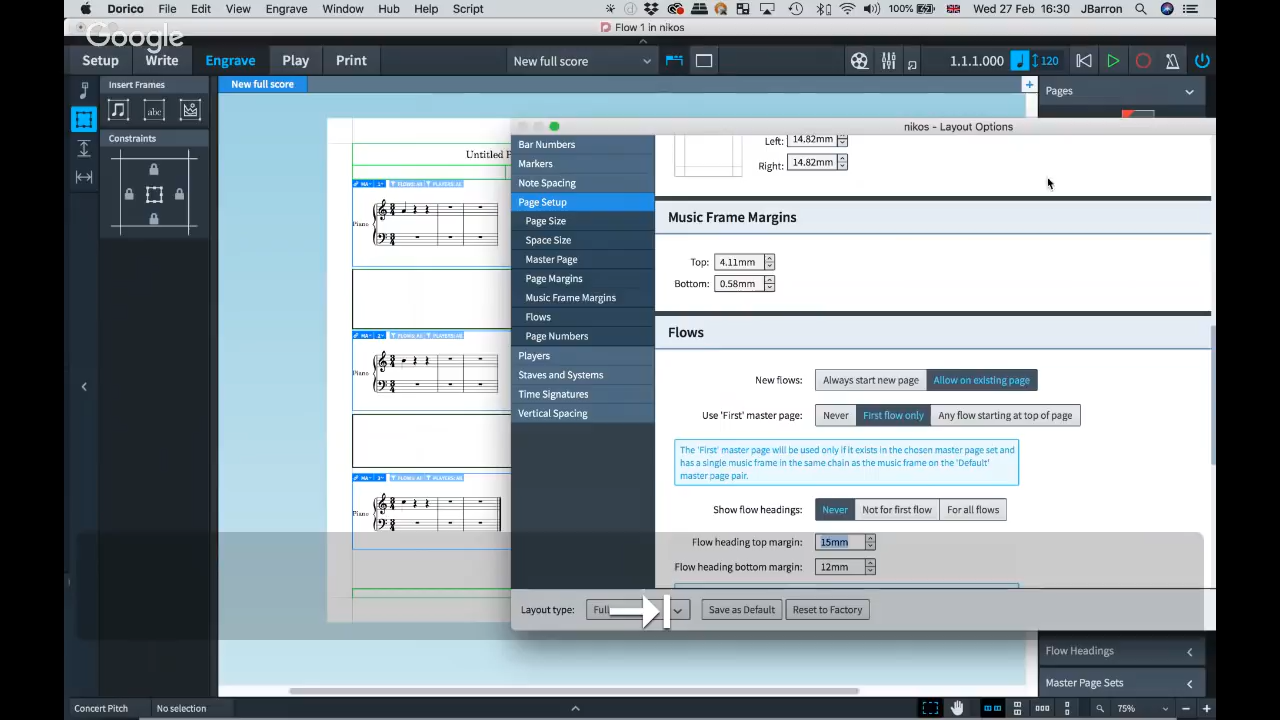 Dorico File Edit View Engrave Window Hub Help Script 100% Wed 27 Feb 16:30 JBarron
Flow 1 in nikos
Google
Setup Write Engrave Play Print New full score 1.1.1.000 120
Insert Frames New full score Pages
abc
Constraints
nikos - Layout Options
Bar Numbers
Markers
Note Spacing
Page Setup
Page Size
Space Size
Master Page
Page Margins
Music Frame Margins
Flows
Page Numbers
Players
Staves and Systems
Time Signatures
Vertical Spacing
Left: 14.82mm
Right: 14.82mm
Music Frame Margins
Top: 4.11mm
Bottom: 0.58mm
Flows
New flows: Always start new page Allow on existing page
Use 'First' master page: Never First flow only Any flow starting at top of page
The 'First' master page will be used only if it exists in the chosen master page set and
has a single music frame in the same chain as the music frame on the 'Default'
master page pair.
Show flow headings: Never Not for first flow For all flows
Flow heading top margin: 15mm
Flow heading bottom margin: 12mm
Layout type: Full Save as Default Reset to Factory
Untitled P
Piano
Piano
Piano
Flow Headings
Master Page Sets
Concert Pitch No selection 75%